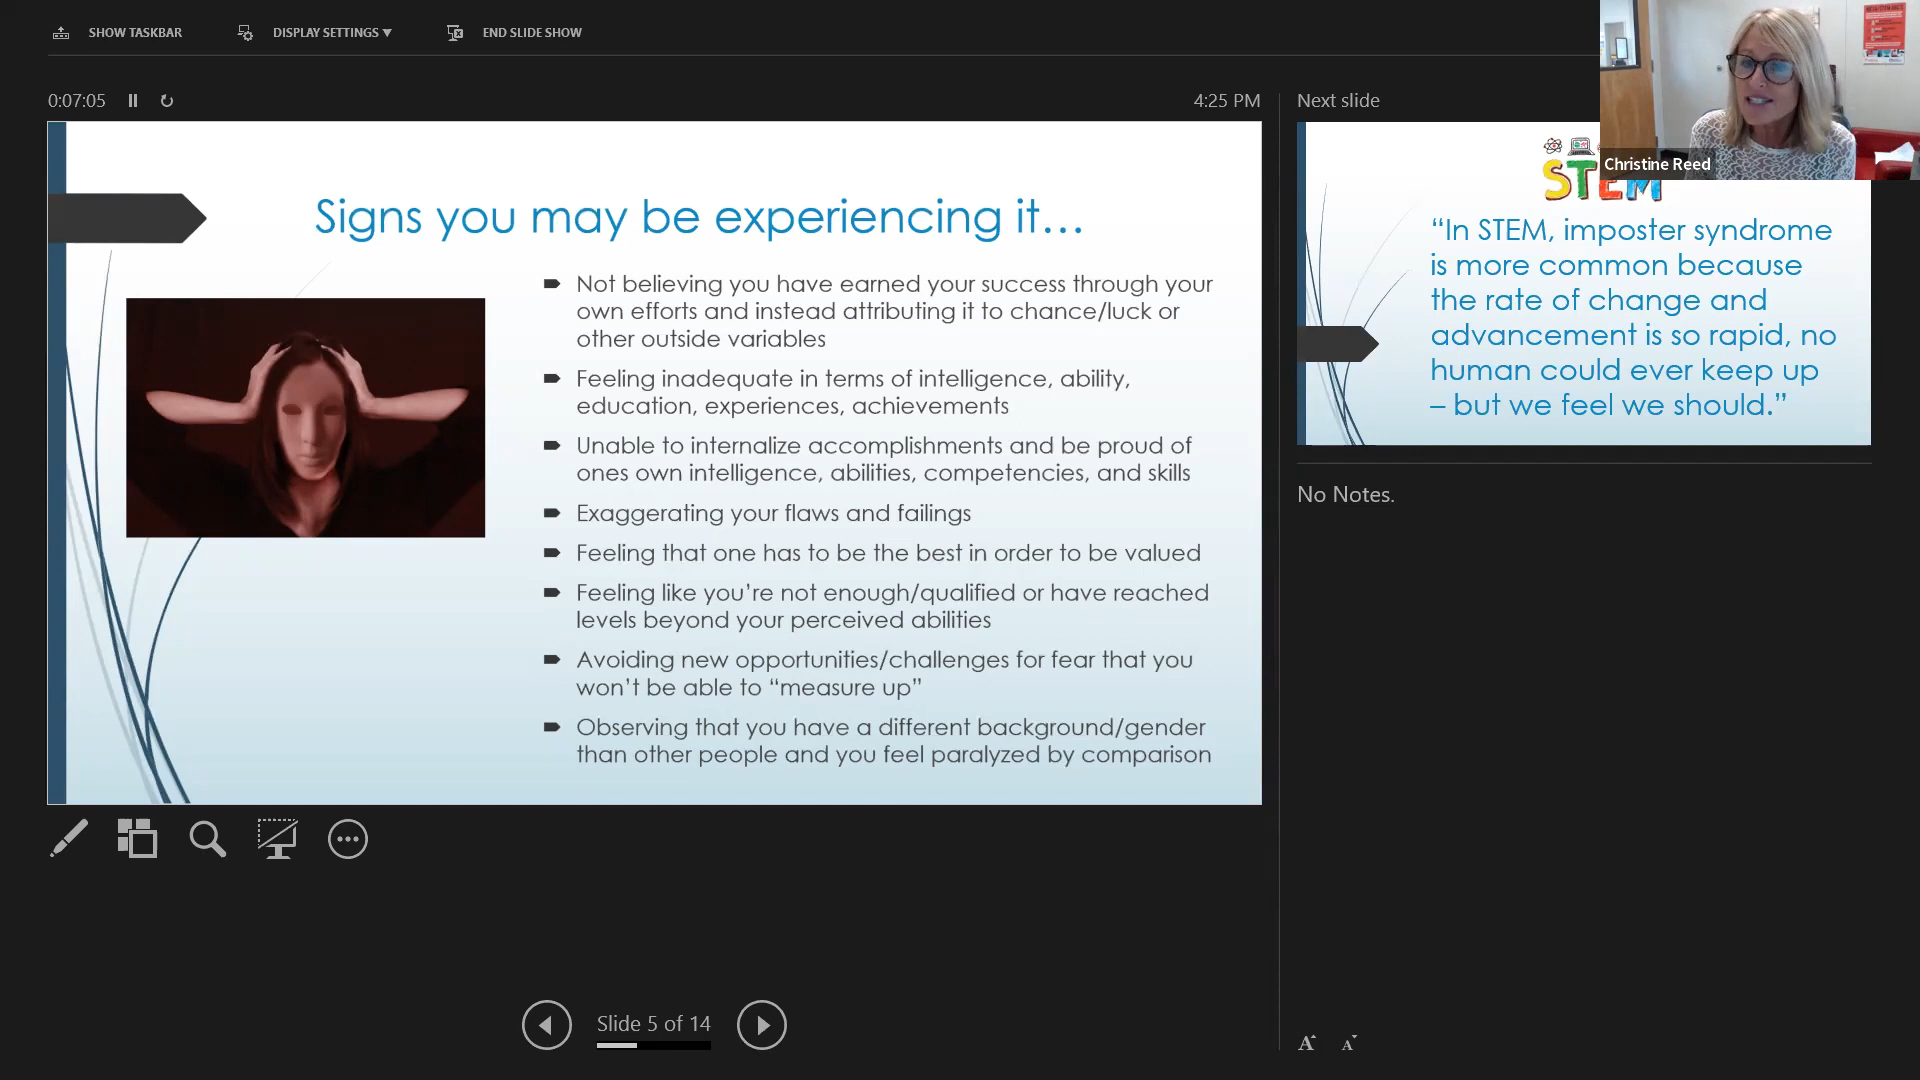 SHOW TASKBAR
DISPLAY SETTINGS ▼
END SLIDE SHOW
0:07:05
4:25 PM
Signs you may be experiencing it…
Not believing you have earned your success through your
own efforts and instead attributing it to chance/luck or
other outside variables
Feeling inadequate in terms of intelligence, ability,
education, experiences, achievements
Unable to internalize accomplishments and be proud of
ones own intelligence, abilities, competencies, and skills
Exaggerating your flaws and failings
Feeling that one has to be the best in order to be valued
Feeling like you’re not enough/qualified or have reached
levels beyond your perceived abilities
Avoiding new opportunities/challenges for fear that you
won’t be able to “measure up”
Observing that you have a different background/gender
than other people and you feel paralyzed by comparison
Slide 5 of 14
Next slide
Christine Reed
STEM
“In STEM, imposter syndrome
is more common because
the rate of change and
advancement is so rapid, no
human could ever keep up
– but we feel we should.”
No Notes.
A A